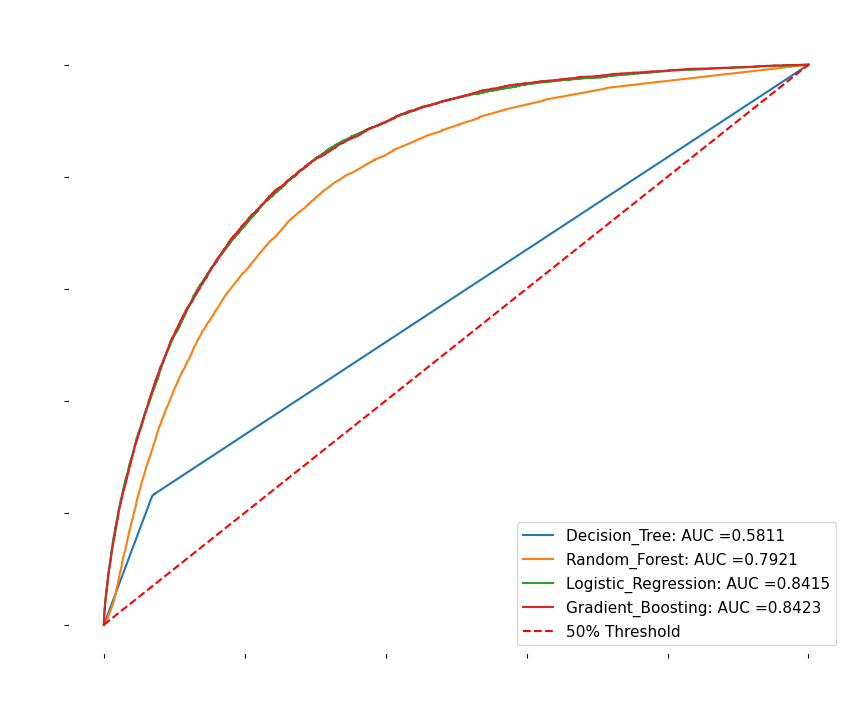 Decision_Tree: AUC =0.5811
Random_Forest: AUC =0.7921
Logistic_Regression: AUC =0.8415
Gradient_Boosting: AUC =0.8423
50% Threshold